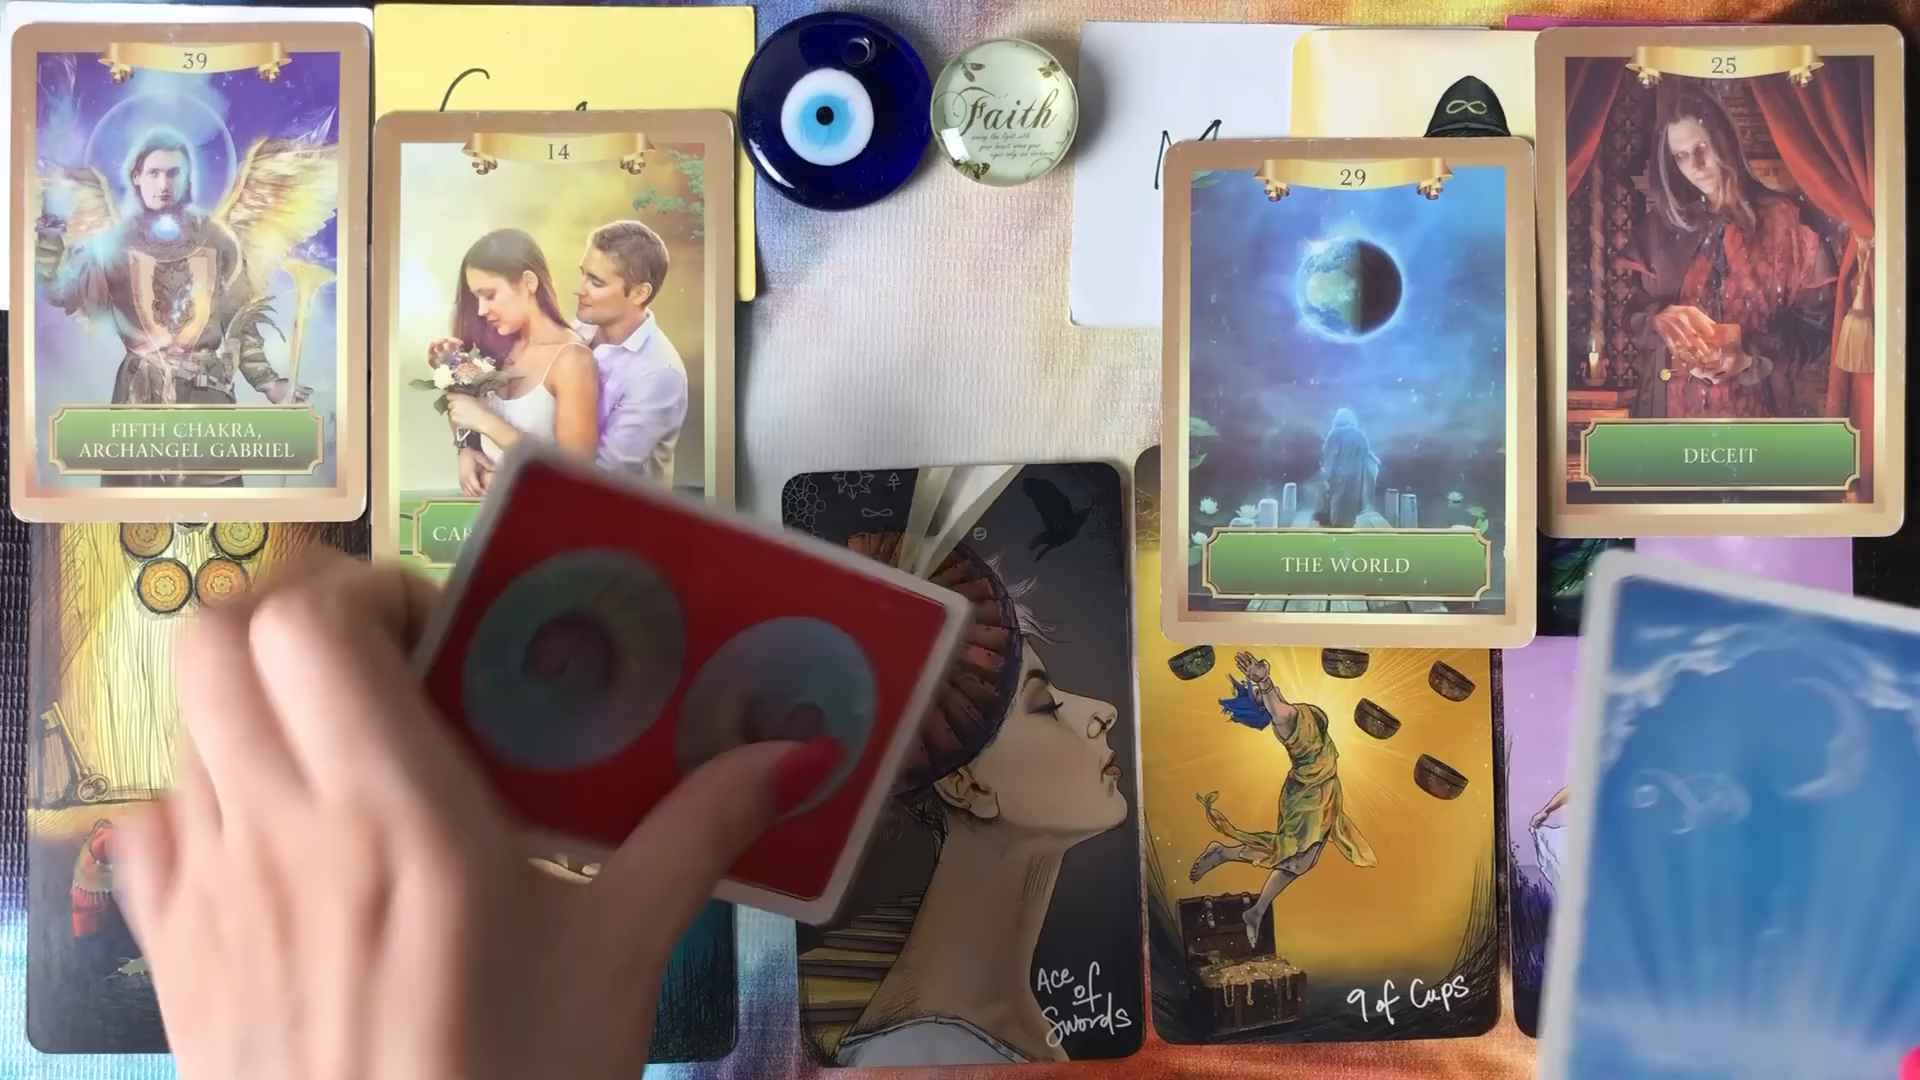 39
FIFTH CHAKRA,
ARCHANGEL GABRIEL
14
Faith
29
THE WORLD
25
DECEIT
Ace
of
Swords
9 of Cups